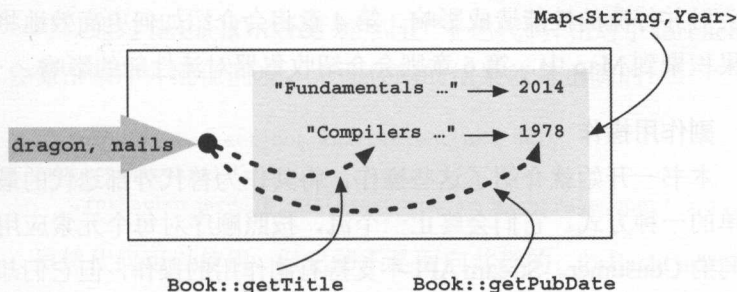 Map<String,Year>
"Fundamentals …" 2014
"Compilers …" 1978
dragon, nails
Book::getTitle Book::getPubDate